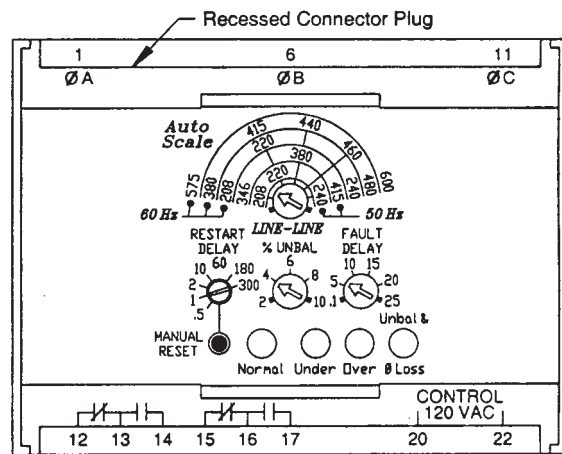 Recessed Connector Plug
1 6 11
ØA ØB ØC
Auto
Scale
575 415 440 600
380 220 460 480
208 380 240
346 220 415
208 240
60 Hz 50 Hz
LINE-LINE
RESTART
DELAY
% UNBAL
FAULT
DELAY
.5 1 2 10 60 180 300
2 4 6 8 10
.1 5 10 15 20 25
MANUAL
RESET
Normal Under Over
Unbal &
Ø Loss
CONTROL
120 VAC
12 13 14 15 16 17 20 22